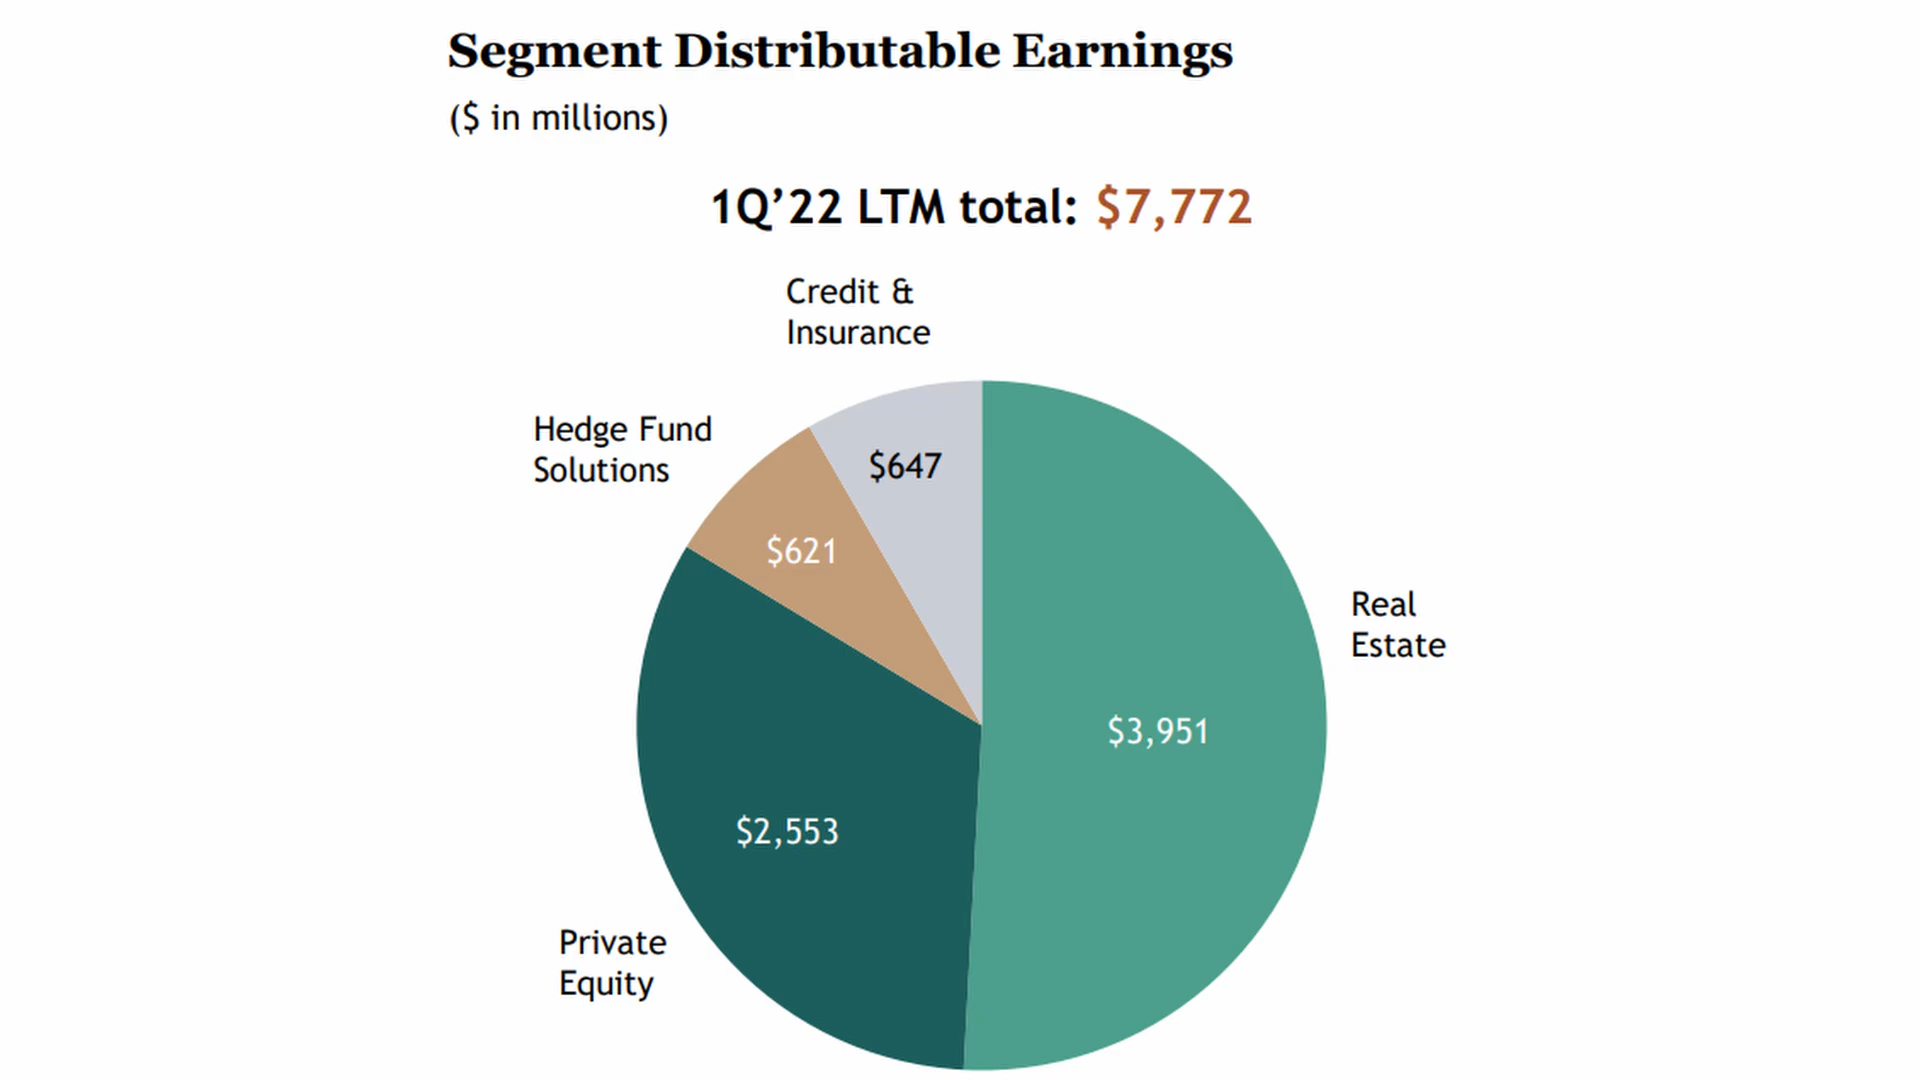 Segment Distributable Earnings
($ in millions)
1Q’22 LTM total: $7,772
Credit &
Insurance
Hedge Fund
Solutions
$647
$621
Real
Estate
$3,951
$2,553
Private
Equity